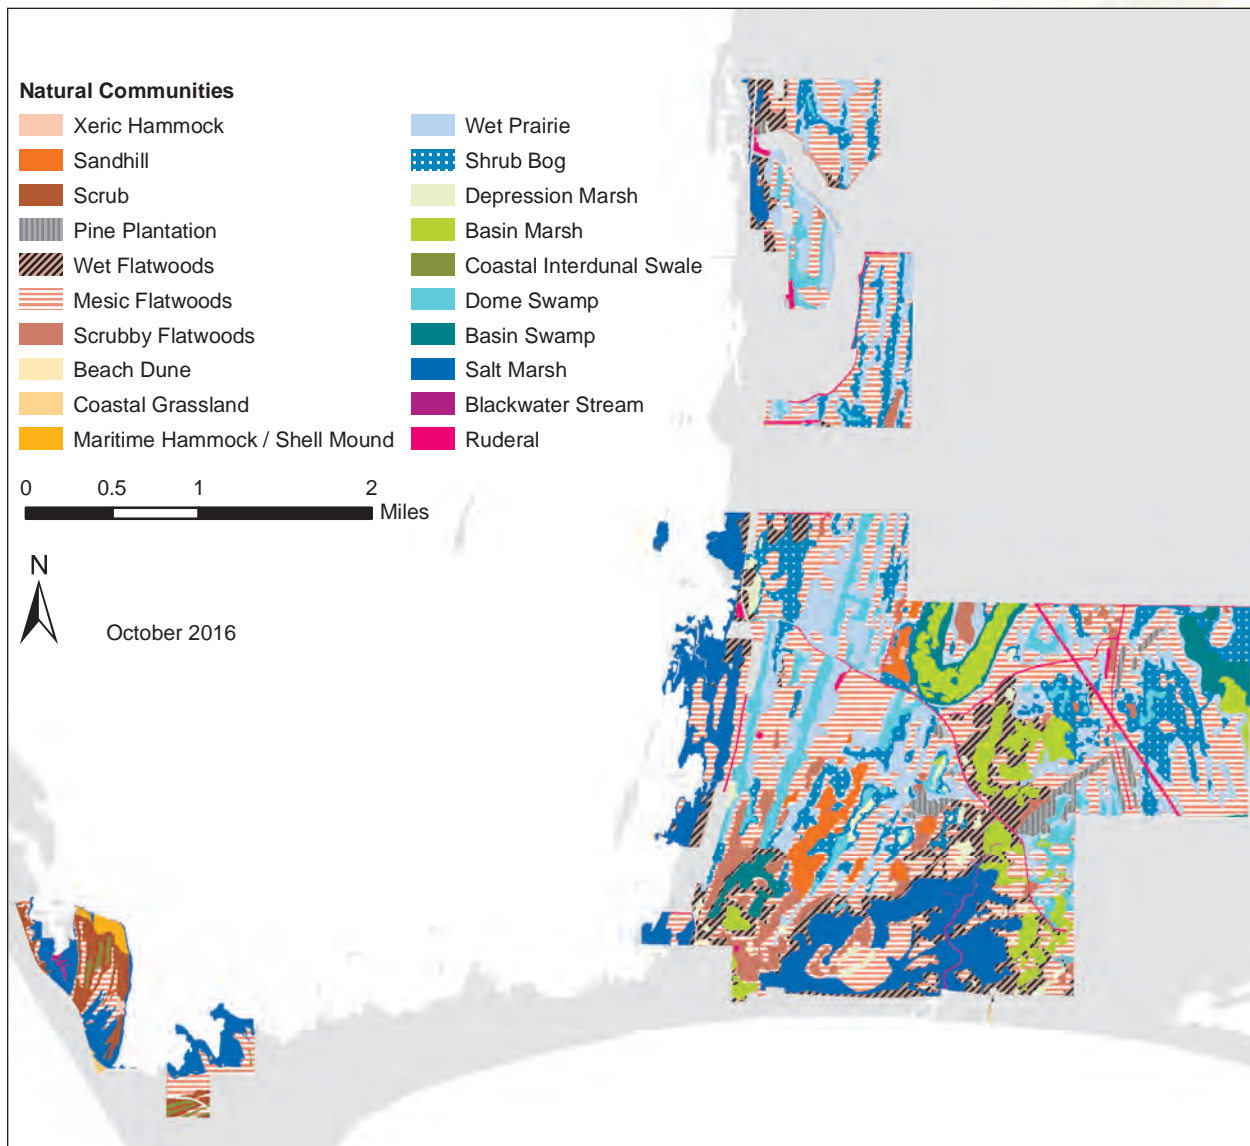 Natural Communities
Xeric Hammock
Sandhill
Scrub
Pine Plantation
Wet Flatwoods
Mesic Flatwoods
Scrubby Flatwoods
Beach Dune
Coastal Grassland
Maritime Hammock / Shell Mound
Wet Prairie
Shrub Bog
Depression Marsh
Basin Marsh
Coastal Interdunal Swale
Dome Swamp
Basin Swamp
Salt Marsh
Blackwater Stream
Ruderal
0 0.5 1 2
Miles
N
October 2016